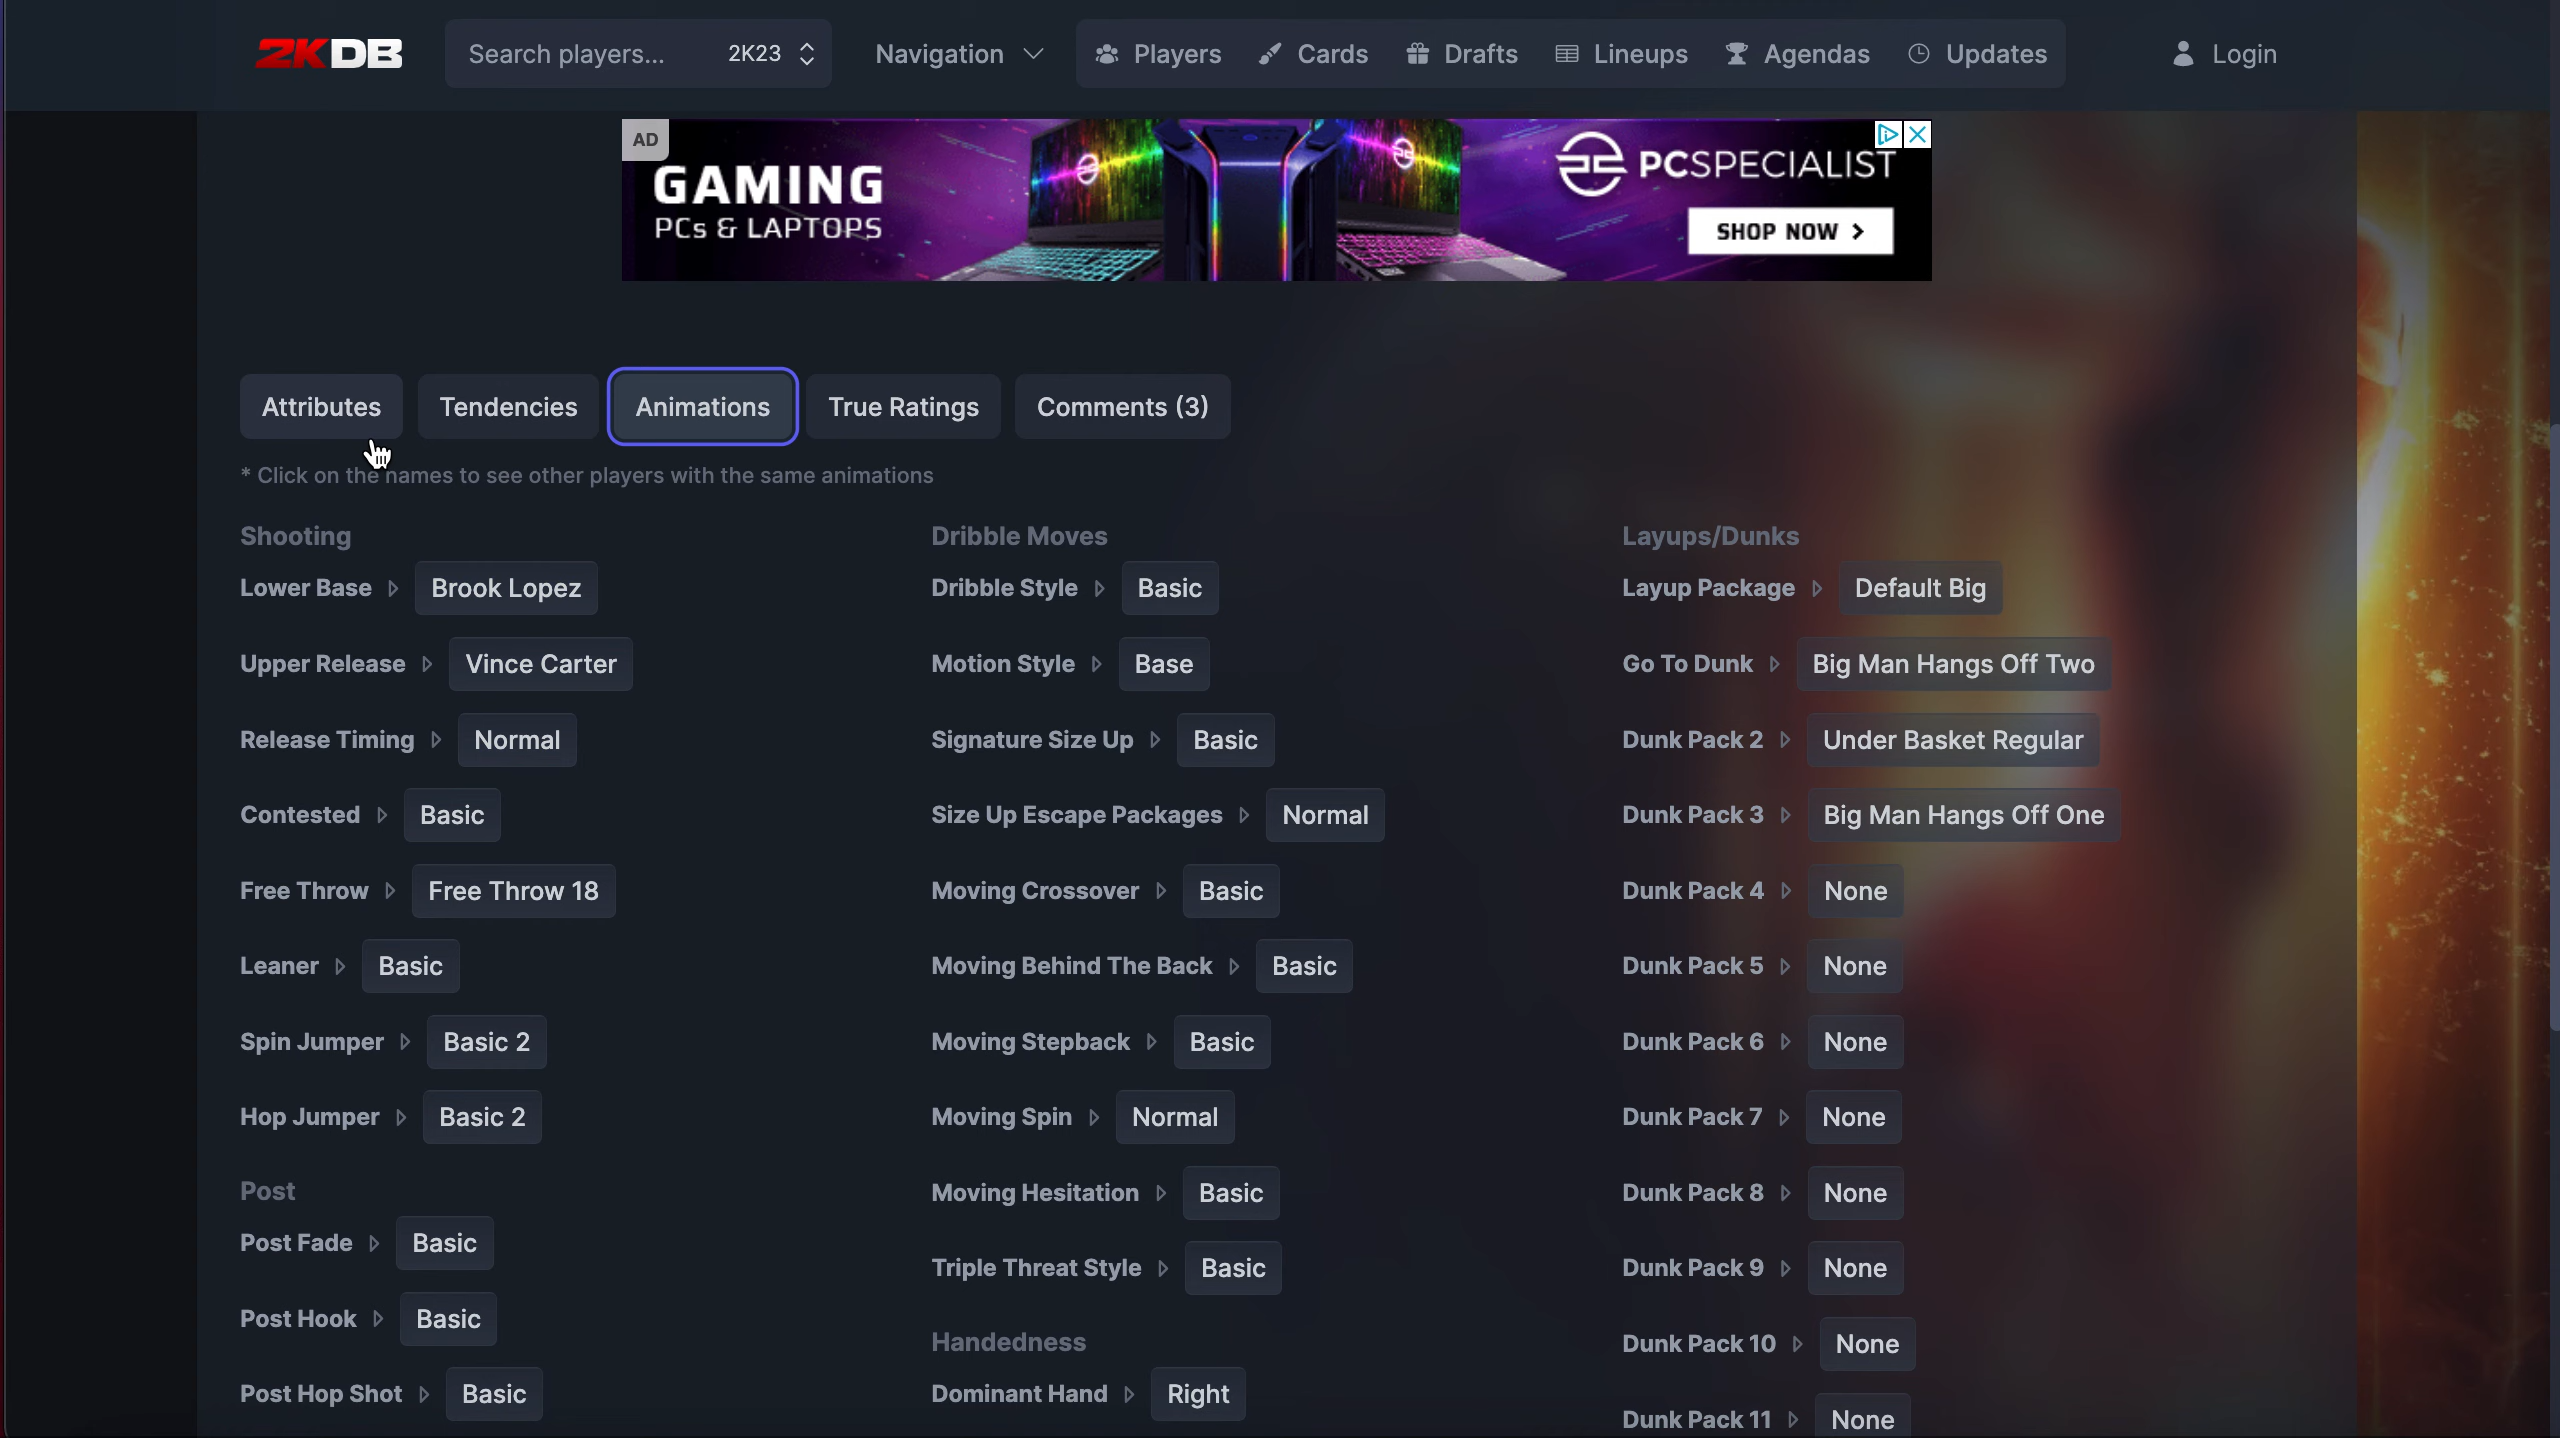 2KDB
Search players...
2K23
Navigation
Players
Cards
Drafts
Lineups
Agendas
Updates
Login
AD
GAMING
PCs & LAPTOPS
PCSPECIALIST
SHOP NOW
Attributes
Tendencies
Animations
True Ratings
Comments (3)
* Click on the names to see other players with the same animations
Shooting
Lower Base Brook Lopez
Upper Release Vince Carter
Release Timing Normal
Contested Basic
Free Throw Free Throw 18
Leaner Basic
Spin Jumper Basic 2
Hop Jumper Basic 2
Post
Post Fade Basic
Post Hook Basic
Post Hop Shot Basic
Dribble Moves
Dribble Style Basic
Motion Style Base
Signature Size Up Basic
Size Up Escape Packages Normal
Moving Crossover Basic
Moving Behind The Back Basic
Moving Stepback Basic
Moving Spin Normal
Moving Hesitation Basic
Triple Threat Style Basic
Handedness
Dominant Hand Right
Layups/Dunks
Layup Package Default Big
Go To Dunk Big Man Hangs Off Two
Dunk Pack 2 Under Basket Regular
Dunk Pack 3 Big Man Hangs Off One
Dunk Pack 4 None
Dunk Pack 5 None
Dunk Pack 6 None
Dunk Pack 7 None
Dunk Pack 8 None
Dunk Pack 9 None
Dunk Pack 10 None
Dunk Pack 11 None